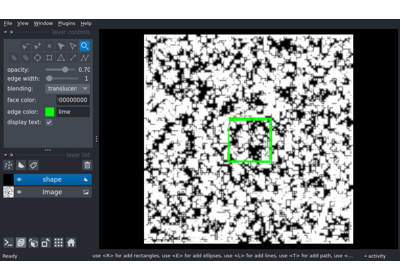 File View Window Plugins Help
layer controls
opacity: 0.70
edge width: 1
blending: translucen
face color: 00000000
edge color: lime
display text:
layer list
shape
Image
Ready use <R> for add rectangles, use <E> for add ellipses, use <L> for add lines, use <T> for add path, use <... activity